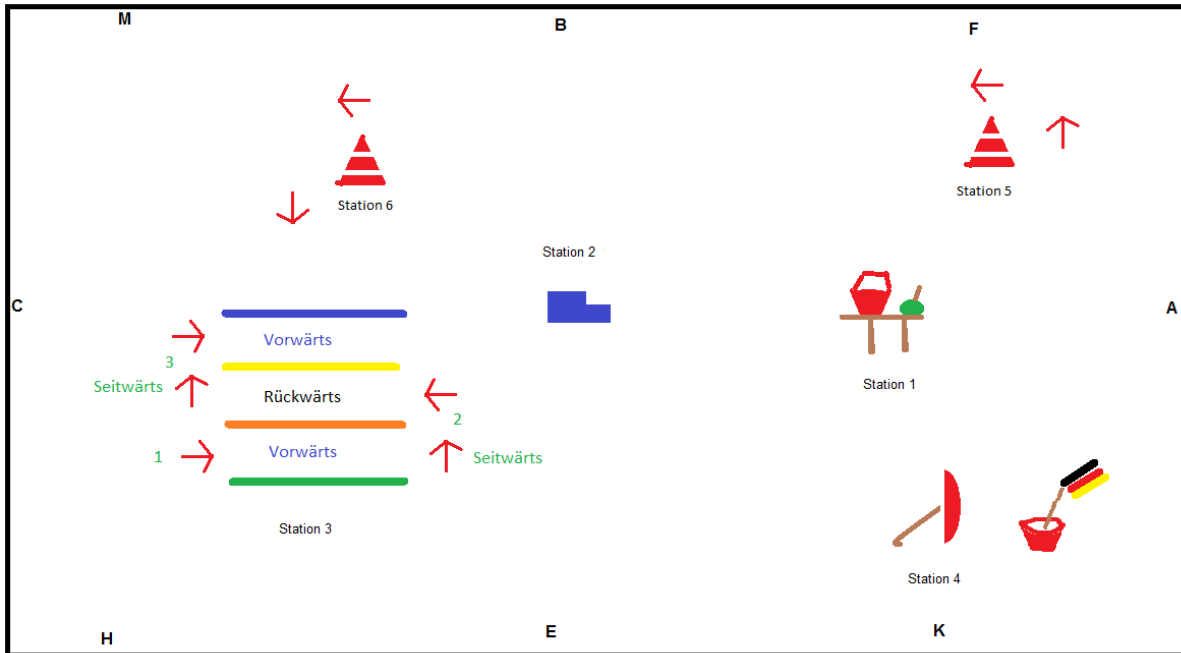 M
B
F
Station 6
Station 5
Station 2
C
A
Vorwärts
3
Seitwärts
Rückwärts
Station 1
2
1
Vorwärts
Seitwärts
Station 3
Station 4
H
E
K